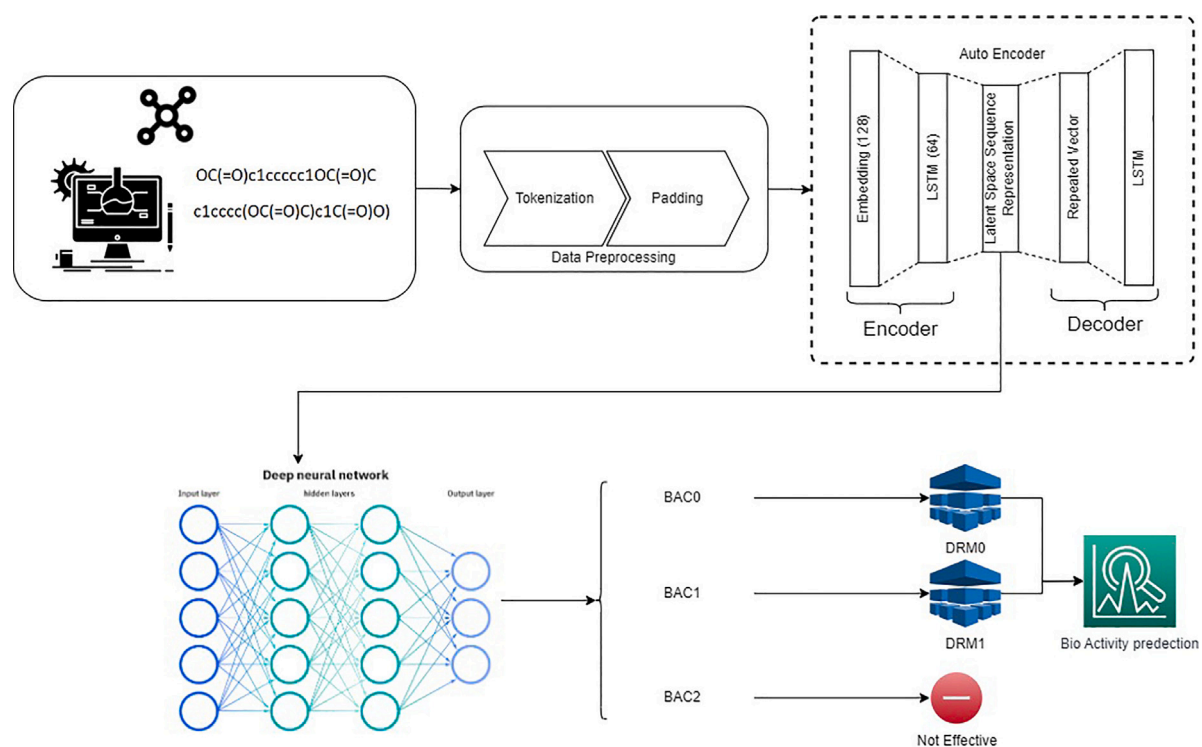 OC(=O)c1ccccc1OC(=O)C
c1cccc(OC(=O)C)c1C(=O)O)
Tokenization
Padding
Data Preprocessing
Auto Encoder
Embedding (128)
LSTM (64)
Latent Space Sequence
Representation
Repeated Vector
LSTM
Encoder
Decoder
Deep neural network
Input layer
hidden layers
Output layer
BAC0
DRM0
BAC1
DRM1
Bio Activity predection
BAC2
Not Effective